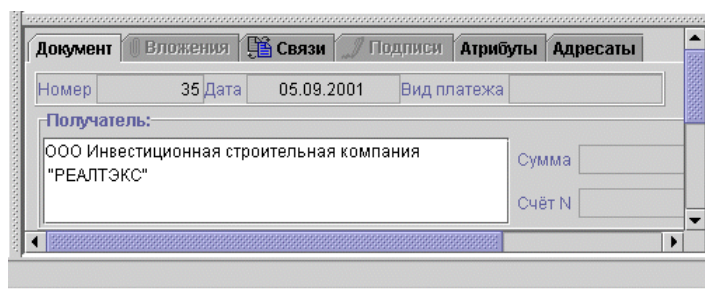 Документ Вложения Связи Подписи Атрибуты Адресаты
Номер 35 Дата 05.09.2001 Вид платежа
Получатель:
ООО Инвестиционная строительная компания
"РЕАЛТЭКС"
Сумма
Счёт N